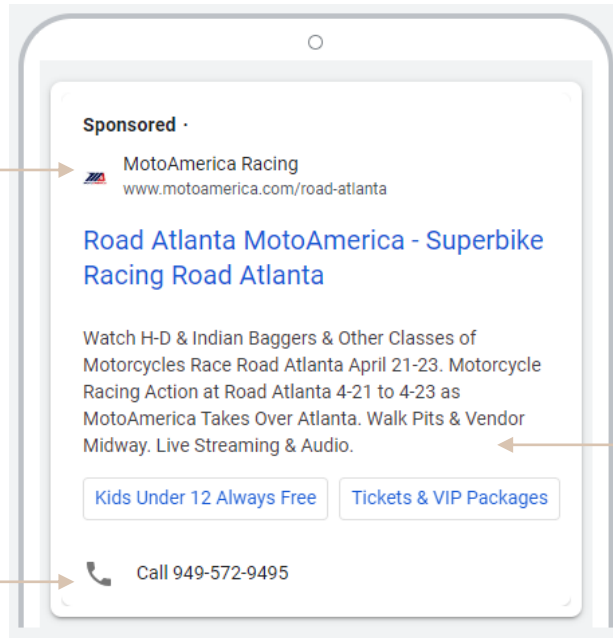 Sponsored ·
MotoAmerica Racing
www.motoamerica.com/road-atlanta
Road Atlanta MotoAmerica - Superbike
Racing Road Atlanta
Watch H-D & Indian Baggers & Other Classes of
Motorcycles Race Road Atlanta April 21-23. Motorcycle
Racing Action at Road Atlanta 4-21 to 4-23 as
MotoAmerica Takes Over Atlanta. Walk Pits & Vendor
Midway. Live Streaming & Audio.
Kids Under 12 Always Free
Tickets & VIP Packages
Call 949-572-9495